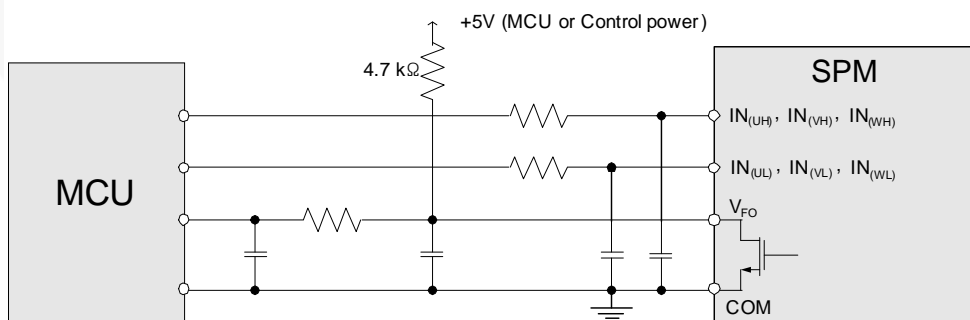 +5V (MCU or Control power)
4.7 kΩ
SPM
IN(UH), IN(VH), IN(WH)
IN(UL), IN(VL), IN(WL)
MCU
VFO
COM